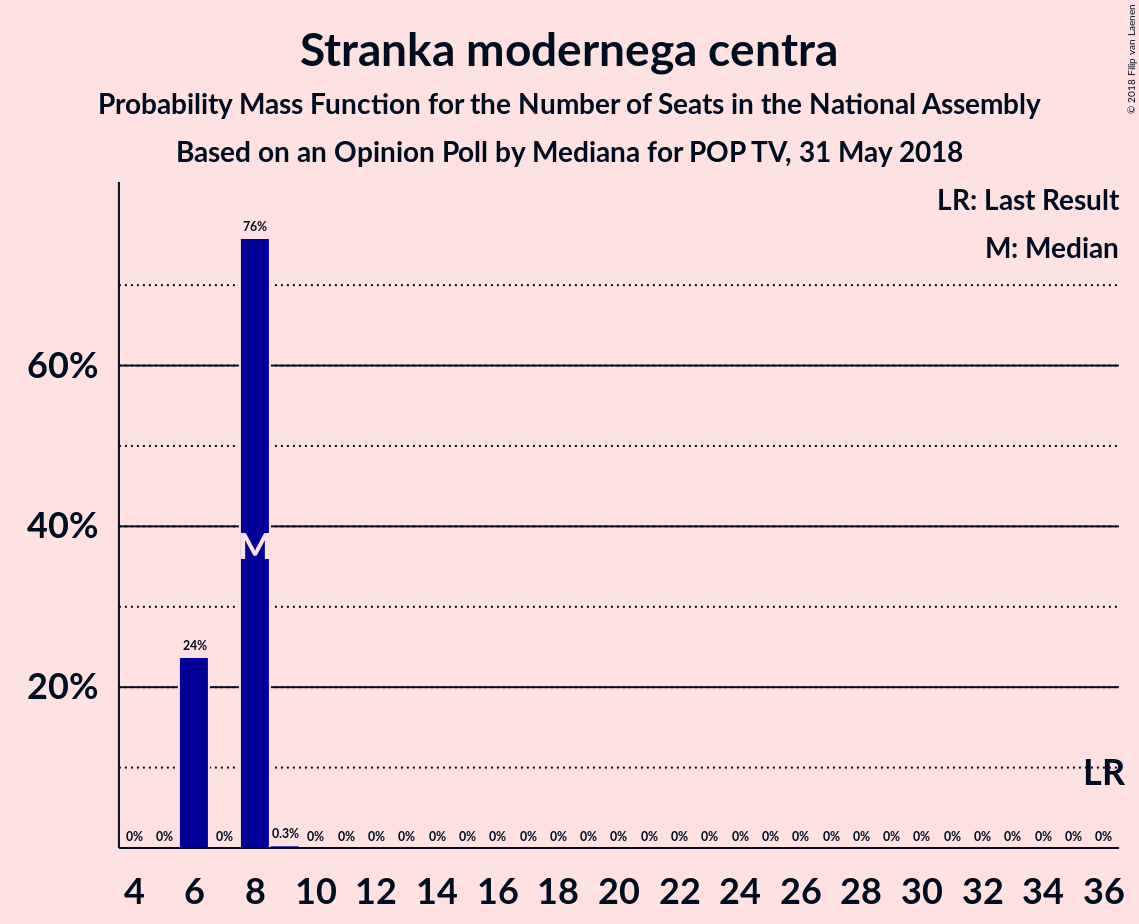 Stranka modernega centra
Probability Mass Function for the Number of Seats in the National Assembly
Based on an Opinion Poll by Mediana for POP TV, 31 May 2018
© 2018 Filip van Laenen
LR: Last Result
M: Median
76%
60%
40%
M
24%
20%
LR
0% 0% 0% 0.3% 0% 0% 0% 0% 0% 0% 0% 0% 0% 0% 0% 0% 0% 0% 0% 0% 0% 0% 0% 0% 0% 0% 0% 0% 0% 0% 0%
4 6 8 10 12 14 16 18 20 22 24 26 28 30 32 34 36